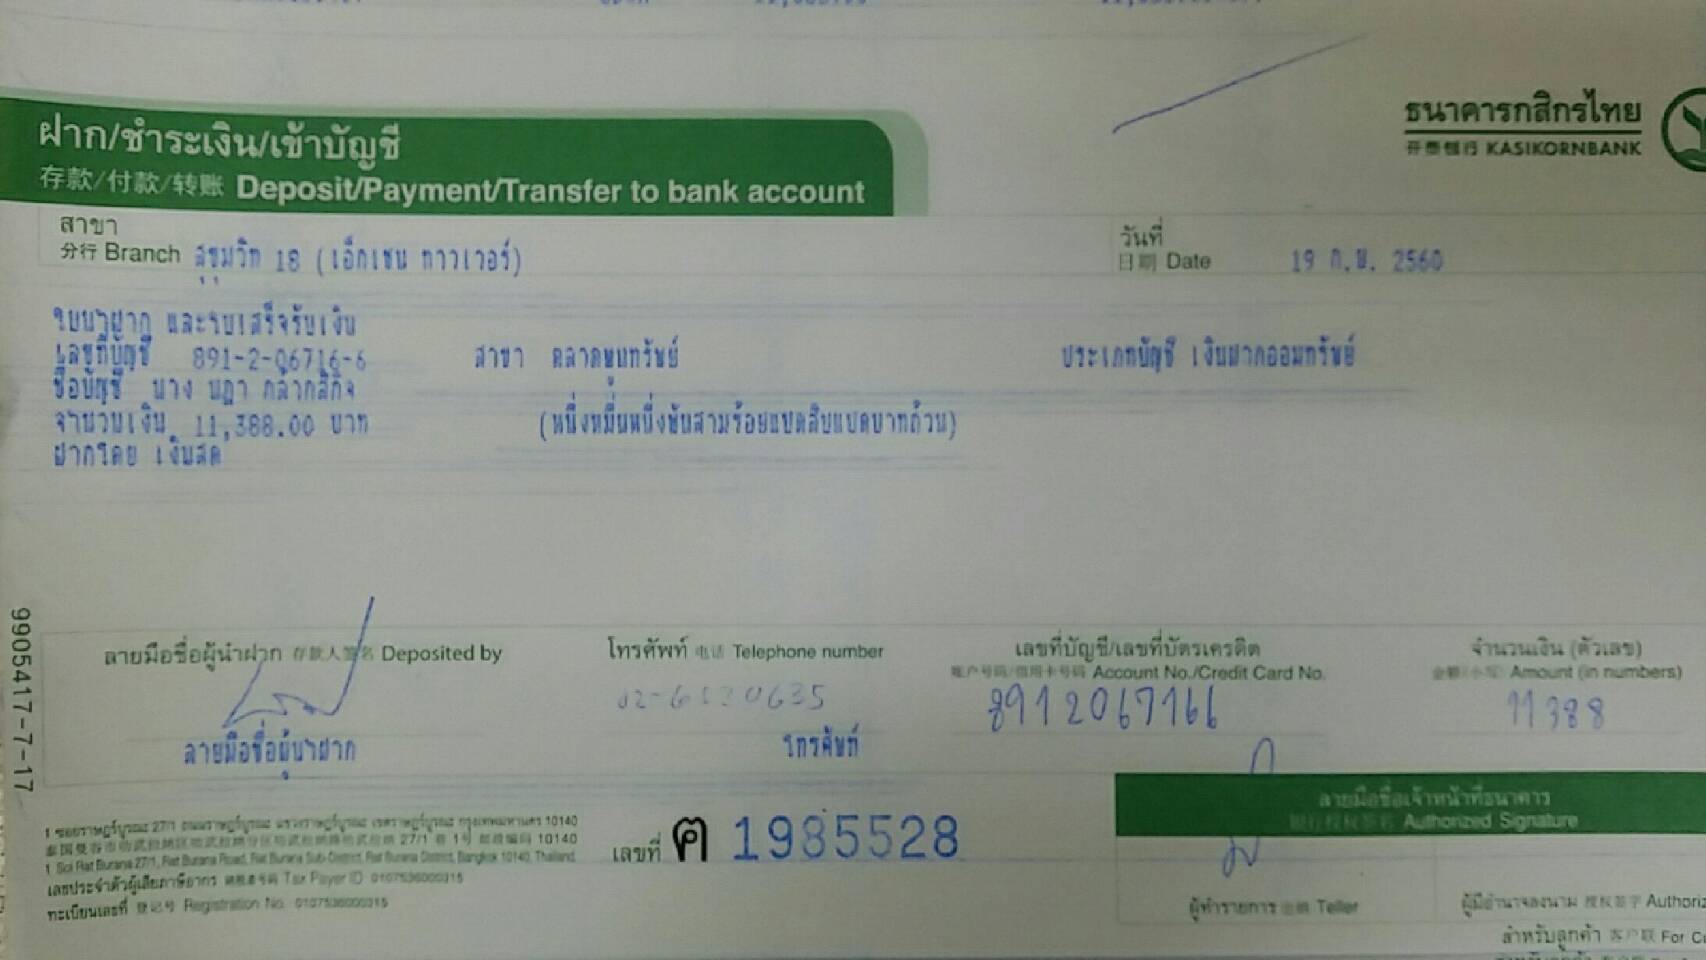 ธนาคารกสิกรไทย
开泰银行 KASIKORNBANK
ฝาก/ชำระเงิน/เข้าบัญชี
存款/付款/转账 Deposit/Payment/Transfer to bank account
สาขา
分行 Branch สุขุมวิท 18 (เอ็กเชน ทาวเวอร์)
วันที่
日期 Date 19 ก.ย. 2560
ใบนำฝาก และใบเสร็จรับเงิน
เลขที่บัญชี 891-2-06716-6 สาขา ตลาดพูนทรัพย์ ประเภทบัญชี เงินฝากออมทรัพย์
ชื่อบัญชี นาง นฎา กล้ากสิกิจ
จำนวนเงิน 11,388.00 บาท (หนึ่งหมื่นหนึ่งพันสามร้อยแปดสิบแปดบาทถ้วน)
ฝากโดย เงินสด
ลายมือชื่อผู้นำฝาก 存款人签名 Deposited by
โทรศัพท์ 电话 Telephone number
เลขที่บัญชี/เลขที่บัตรเครดิต
账户号码/信用卡号码 Account No./Credit Card No.
จำนวนเงิน (ตัวเลข)
金额(小写) Amount (in numbers)
8912067166
11388
ลายมือชื่อผู้นำฝาก
โทรศัพท์
9905417-7-17
1 ซอยราษฎร์บูรณะ 27/1 ถนนราษฎร์บูรณะ แขวงราษฎร์บูรณะ เขตราษฎร์บูรณะ กรุงเทพมหานคร 10140
1 Soi Rat Burana 27/1, Rat Burana Road, Rat Burana Sub-District, Rat Burana District, Bangkok 10140, Thailand.
เลขประจำตัวผู้เสียภาษีอากร Tax Payer ID 0107536000315
ทะเบียนเลขที่ 登记号 Registration No. 0107536000315
เลขที่ ฅ 1985528
ลายมือชื่อเจ้าหน้าที่ธนาคาร
银行授权签名 Authorized Signature
ผู้ทำรายการ Teller
ผู้มีอำนาจลงนาม 授权签字
สำหรับลูกค้า 客户联 For